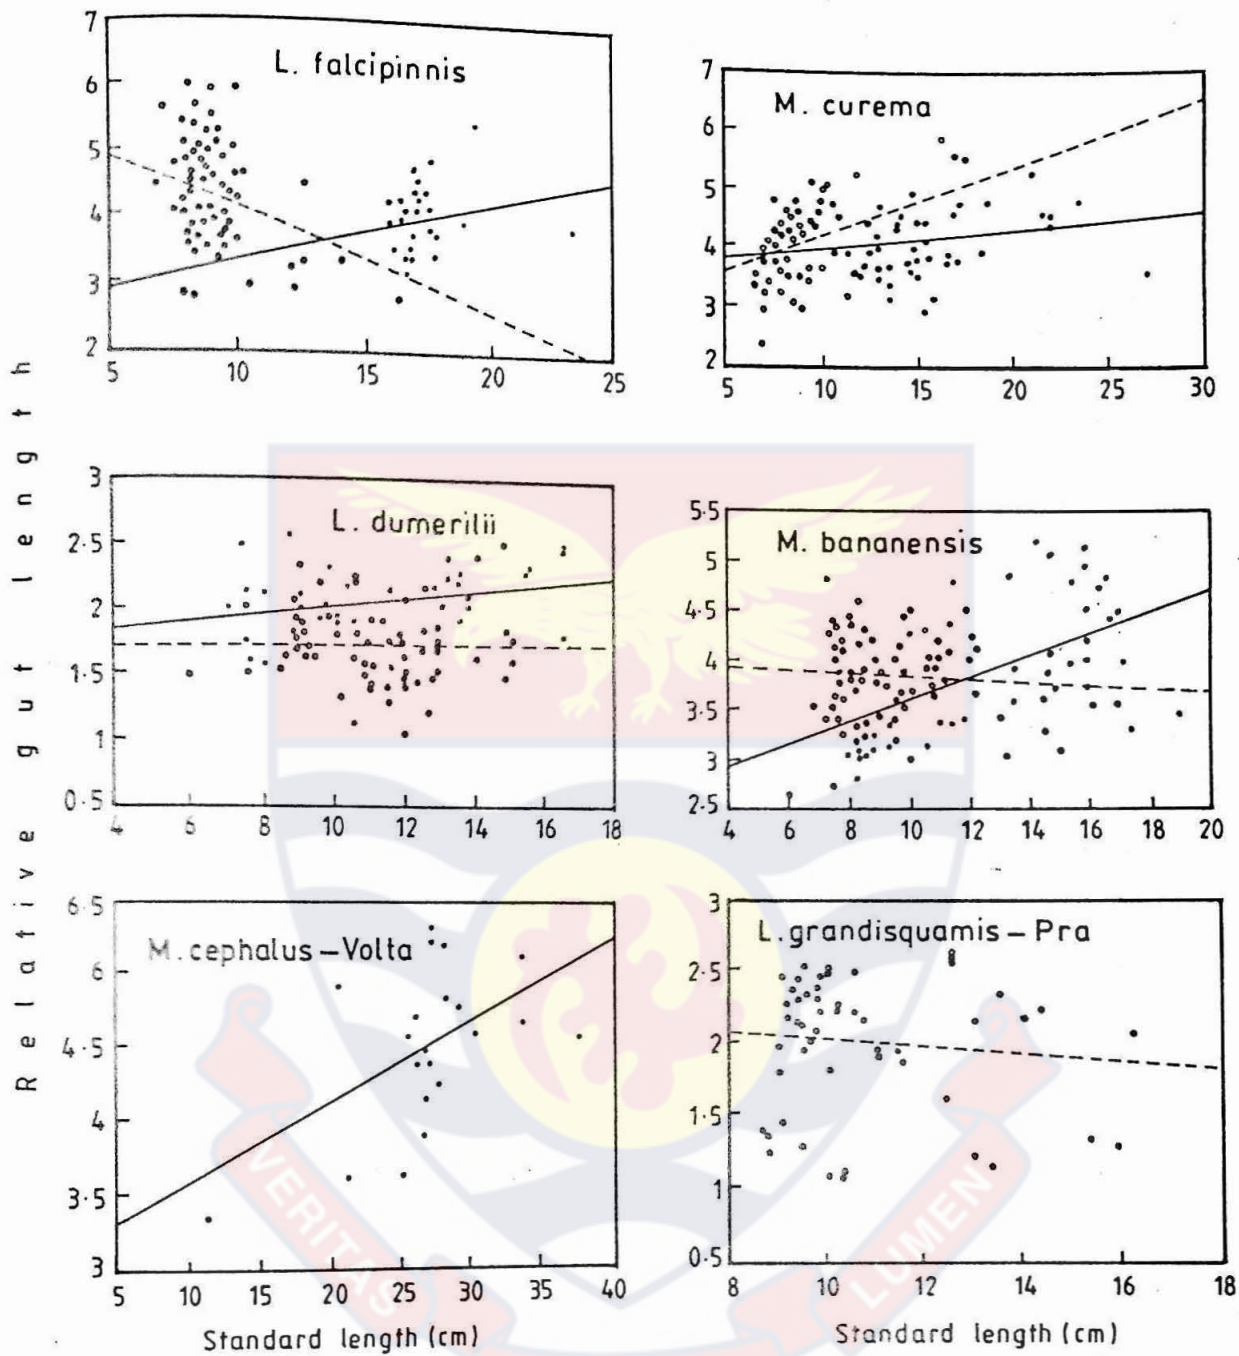 L. falcipinnis
7
6
5
4
3
2
5 10 15 20 25
M. curema
7
6
5
4
3
2
5 10 15 20 25 30
L. dumerilii
3
2·5
2
1·5
1
0·5
4 6 8 10 12 14 16 18
M. bananensis
5·5
5
4·5
4
3·5
3
2·5
4 6 8 10 12 14 16 18 20
M. cephalus – Volta
6·5
6
4·5
4
3·5
3
5 10 15 20 25 30 35 40
L. grandisquamis – Pra
3
2·5
2
1·5
1
0·5
8 10 12 14 16 18
Relative gut length
Standard length (cm)
Standard length (cm)
VERITAS
LUMEN